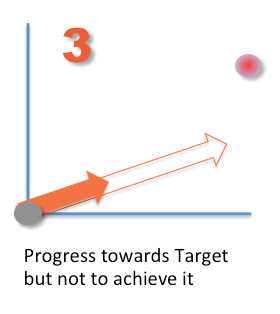 3
Progress towards Target
but not to achieve it